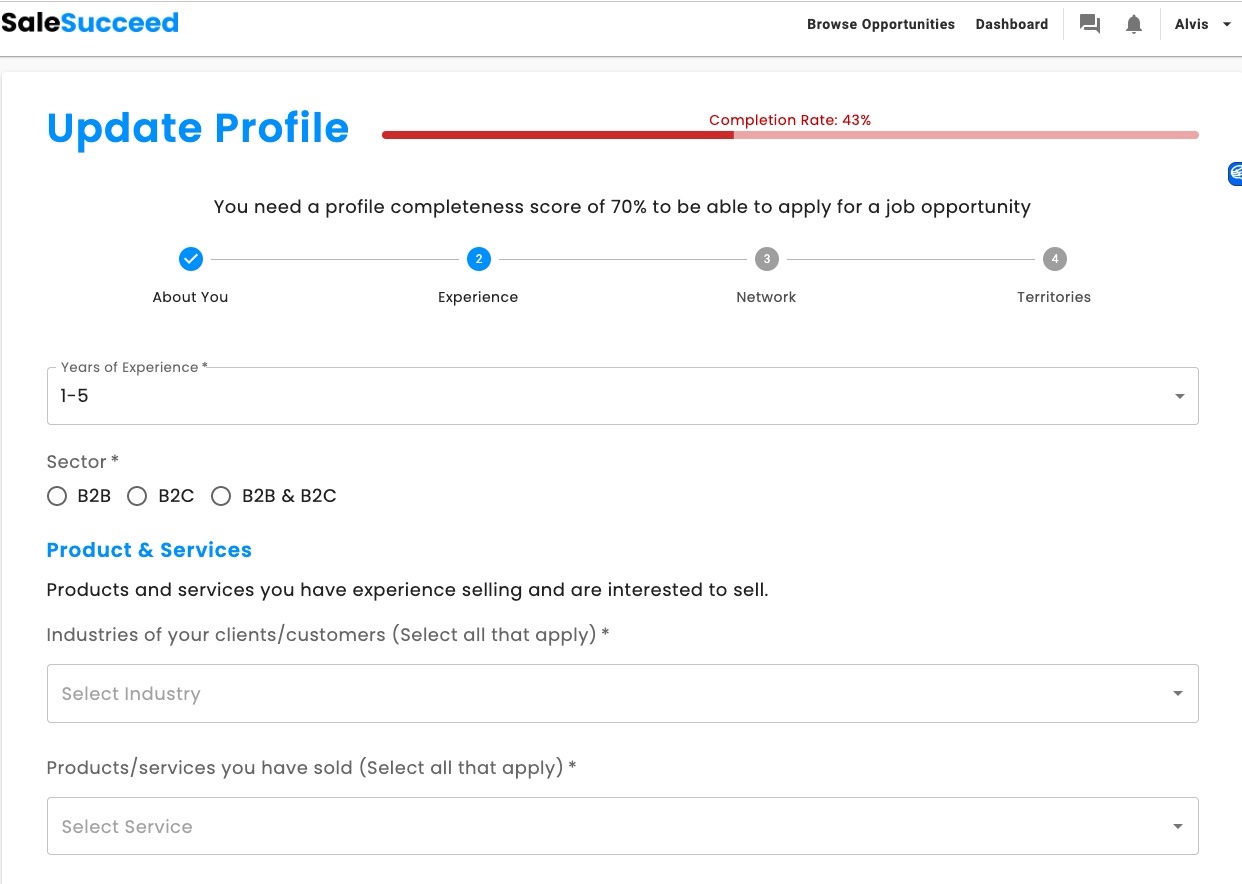 SaleSucceed
Browse Opportunities Dashboard Alvis
Update Profile
Completion Rate: 43%
You need a profile completeness score of 70% to be able to apply for a job opportunity
2 3 4
About You Experience Network Territories
Years of Experience *
1-5
Sector *
B2B B2C B2B & B2C
Product & Services
Products and services you have experience selling and are interested to sell.
Industries of your clients/customers (Select all that apply) *
Select Industry
Products/services you have sold (Select all that apply) *
Select Service